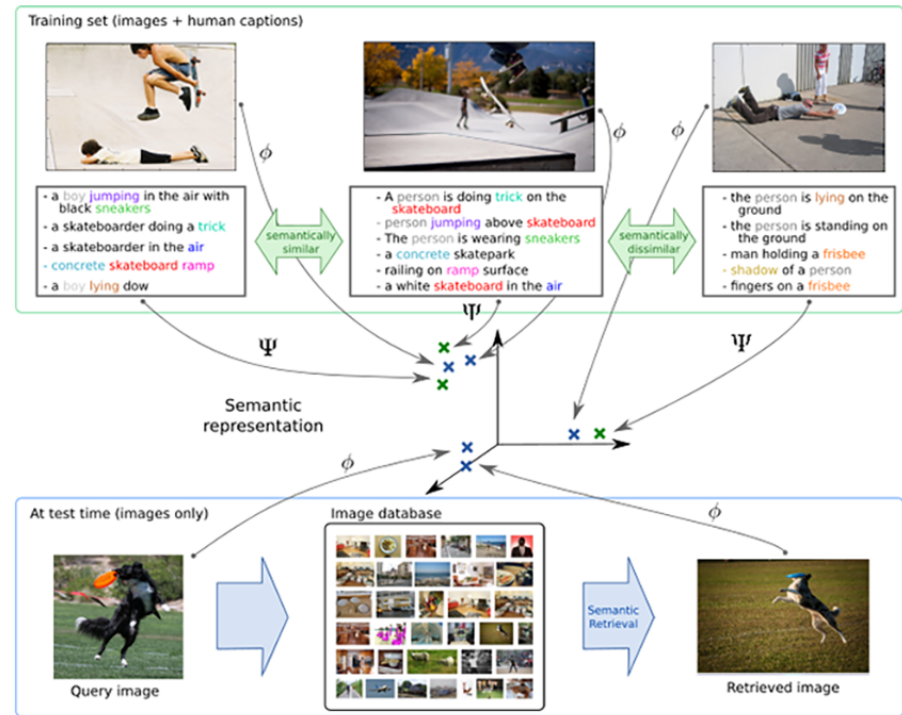 Training set (images + human captions)
ϕ
ϕ
ϕ
- a boy jumping in the air with
black sneakers
- a skateboarder doing a trick
- a skateboarder in the air
- concrete skateboard ramp
- a boy lying dow
semantically
similar
- A person is doing trick on the
skateboard
- person jumping above skateboard
- The person is wearing sneakers
- a concrete skatepark
- railing on ramp surface
- a white skateboard in the air
semantically
dissimilar
- the person is lying on the
ground
- the person is standing on
the ground
- man holding a frisbee
- shadow of a person
- fingers on a frisbee
Ψ
Ψ
Ψ
Semantic
representation
ϕ
ϕ
At test time (images only)
Image database
Semantic
Retrieval
Query image
Retrieved image